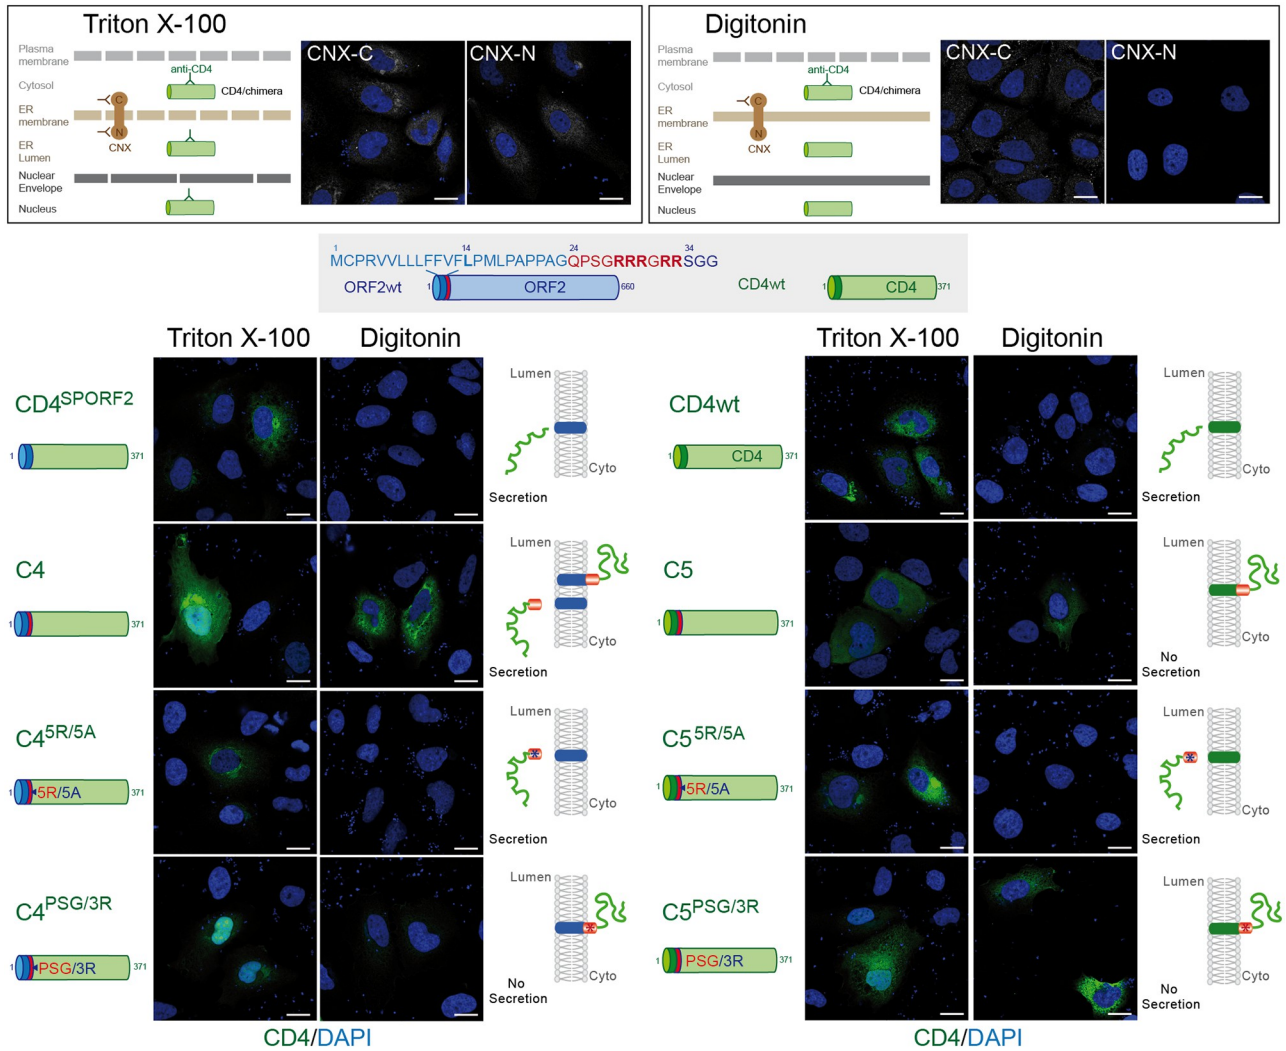 Triton X-100
Plasma
membrane
anti-CD4
Cytosol
CD4/chimera
C
ER
membrane
N
CNX
ER
Lumen
Nuclear
Envelope
Nucleus
CNX-C
CNX-N
Digitonin
Plasma
membrane
anti-CD4
Cytosol
CD4/chimera
C
ER
membrane
N
CNX
ER
Lumen
Nuclear
Envelope
Nucleus
CNX-C
CNX-N
1 14 24 34
MCPRVVLLLFFVFLPMLPAPPAGQPSGRRRGRRSGG
ORF2wt 1 ORF2 660
CD4wt 1 CD4 371
Triton X-100 Digitonin
CD4SPORF2
1 371
Lumen
Cyto
Secretion
C4
1 371
Lumen
Cyto
Secretion
C45R/5A
1 5R/5A 371
Lumen
*
Cyto
Secretion
C4PSG/3R
1 PSG/3R 371
Lumen
*
Cyto
No
Secretion
CD4/DAPI
Triton X-100 Digitonin
CD4wt
1 CD4 371
Lumen
Cyto
Secretion
C5
1 371
Lumen
Cyto
No
Secretion
C55R/5A
1 5R/5A 371
Lumen
*
Cyto
Secretion
C5PSG/3R
1 PSG/3R 371
Lumen
*
Cyto
No
Secretion
CD4/DAPI